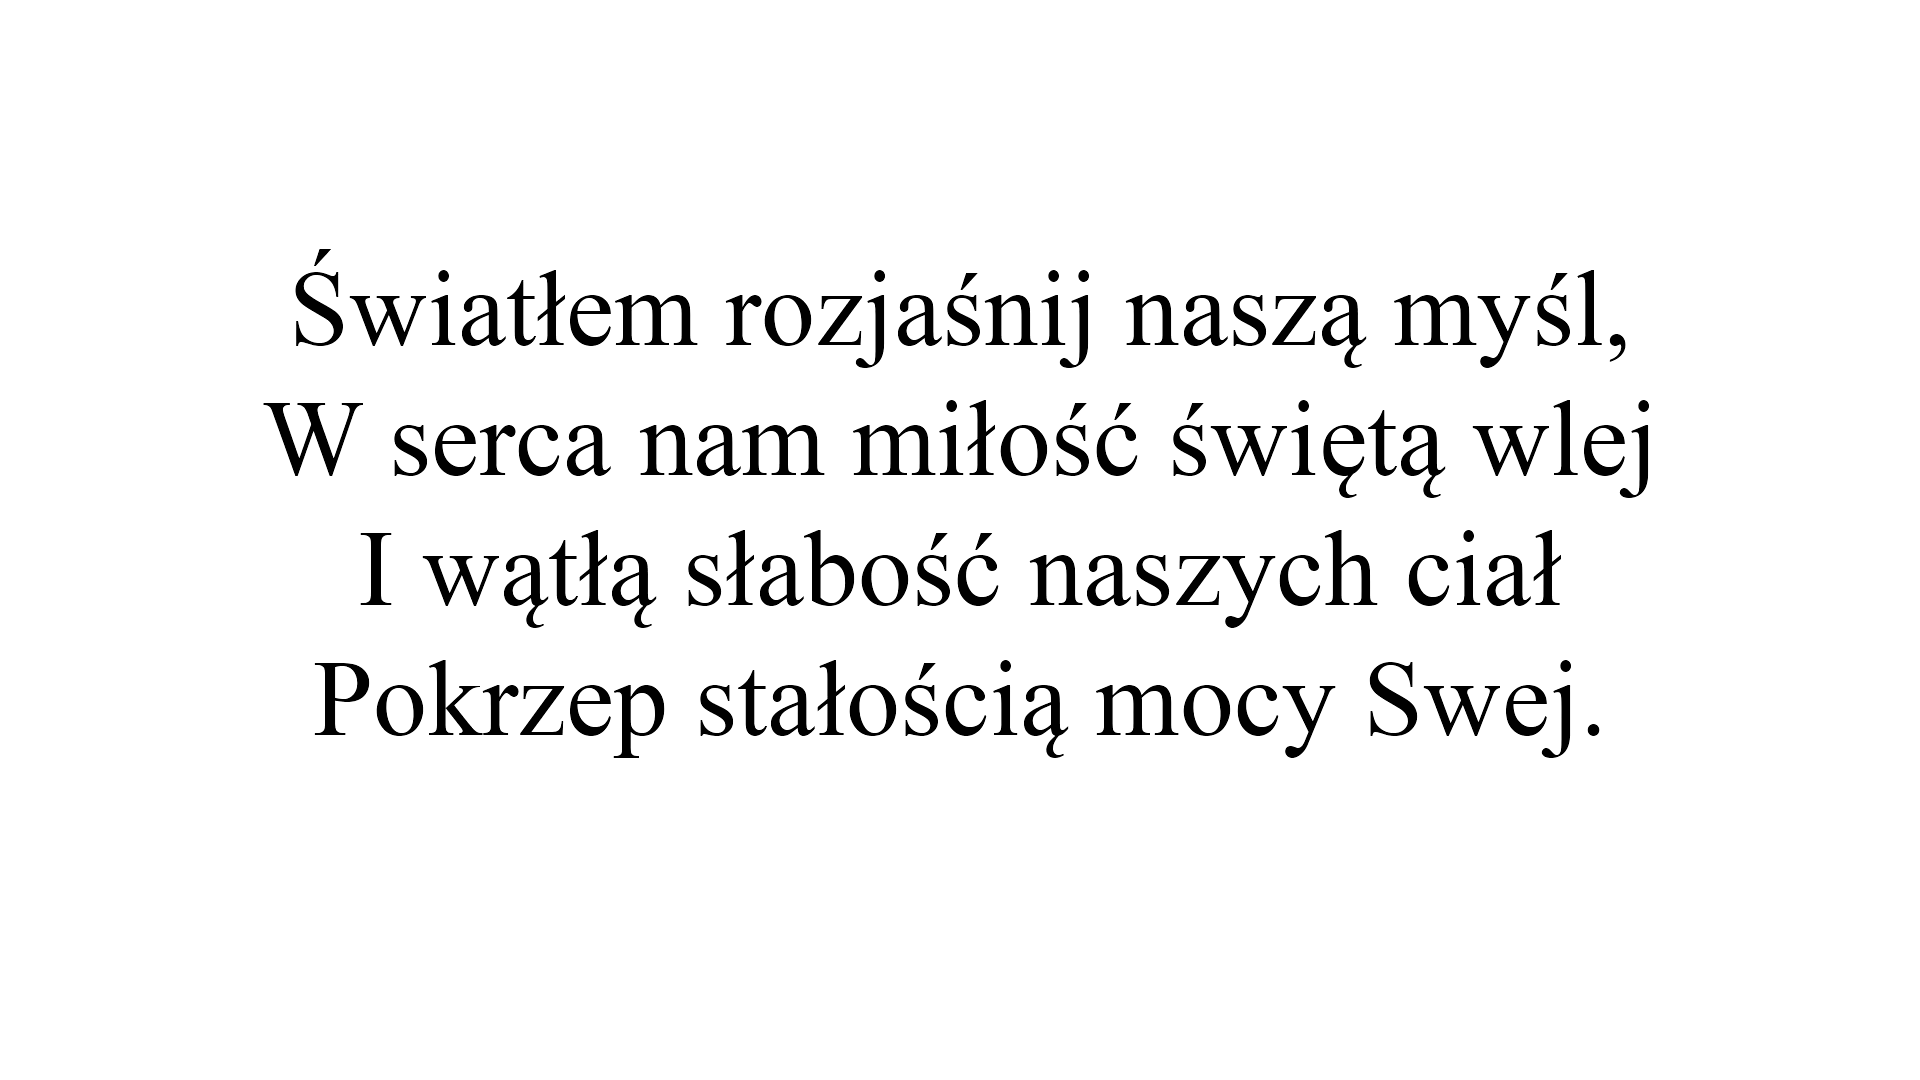 Światłem rozjaśnij naszą myśl,
W serca nam miłość świętą wlej
I wątłą słabość naszych ciał
Pokrzep stałością mocy Swej.